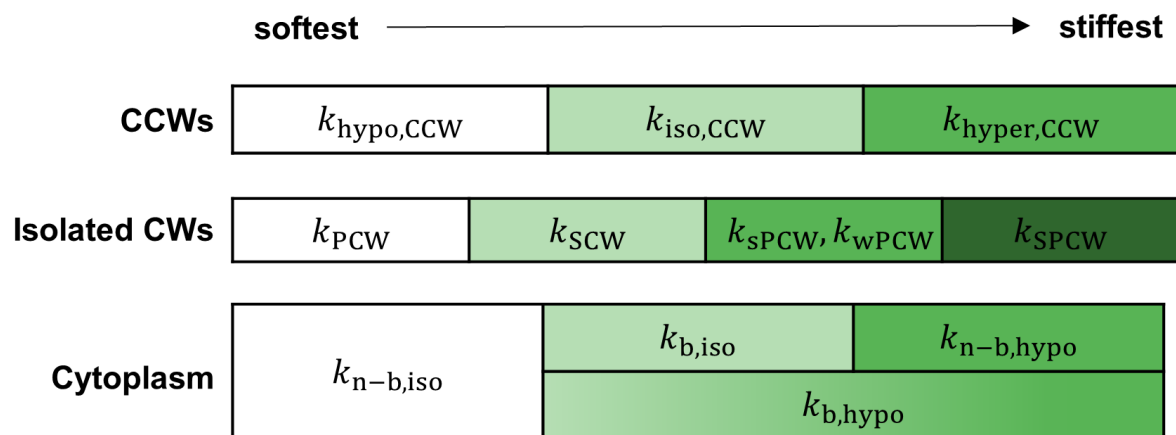 softest stiffest
CCWs k_hypo,CCW k_iso,CCW k_hyper,CCW
Isolated CWs k_PCW k_SCW k_sPCW, k_wPCW k_SPCW
Cytoplasm k_n−b,iso k_b,iso k_n−b,hypo
k_b,hypo